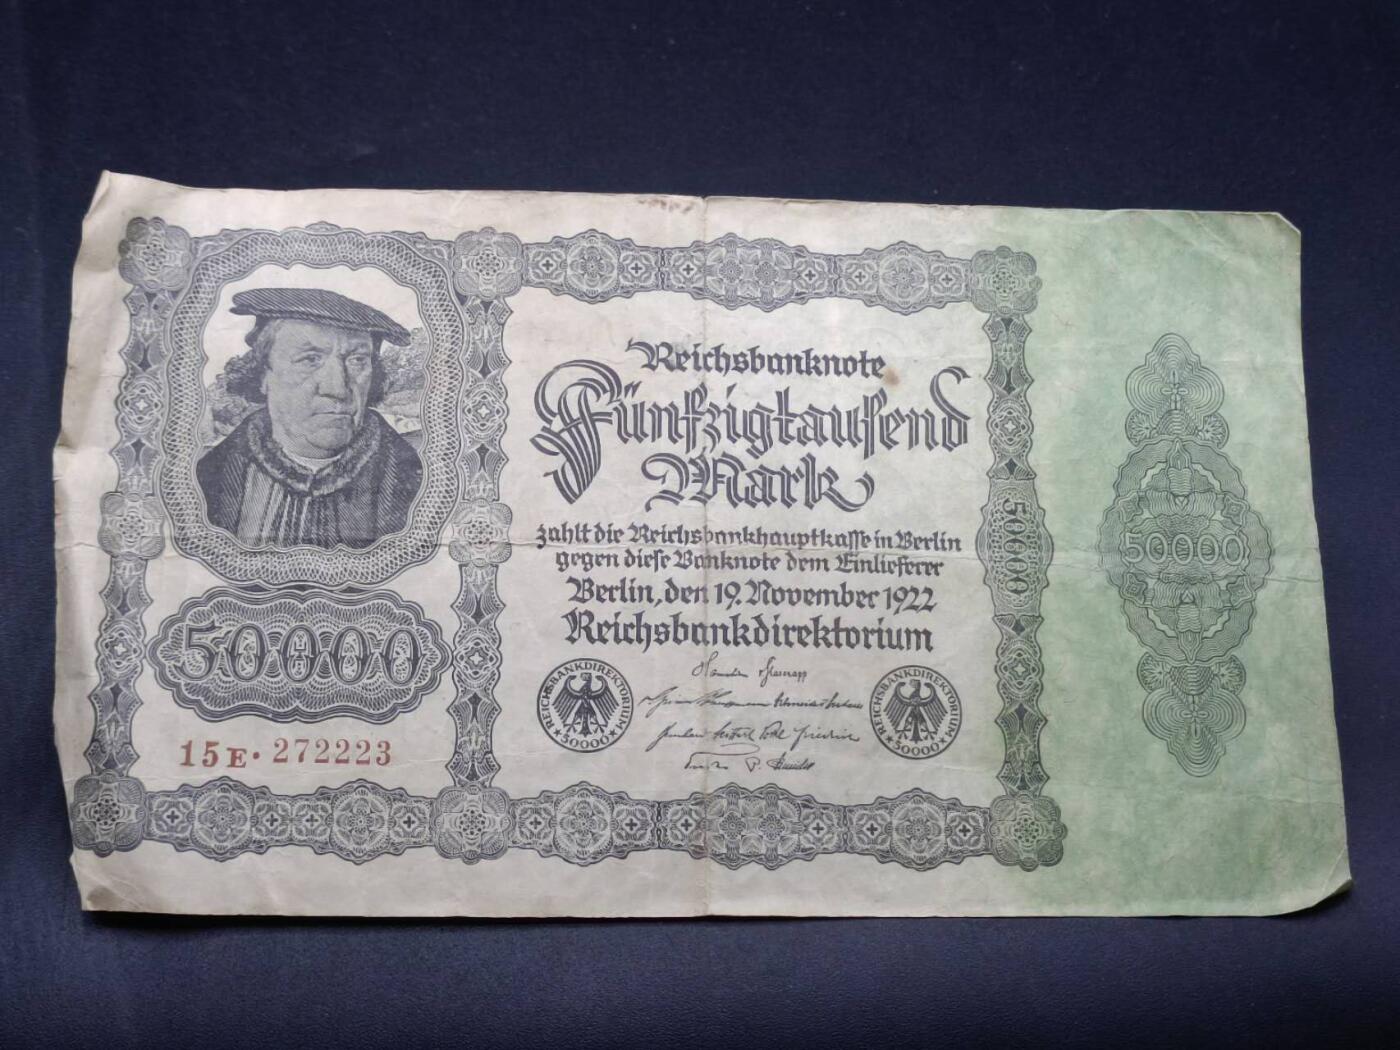 Reichsbanknote
Fünfzigtausend
Mark
zahlt die Reichsbankhauptkasse in Berlin
gegen diese Banknote dem Einlieferer
Berlin, den 19. November 1922
Reichsbankdirektorium
50000
15E· 272223
REICHSBANKDIREKTORIUM
★50000★
REICHSBANKDIREKTORIUM
★50000★
50000
50000